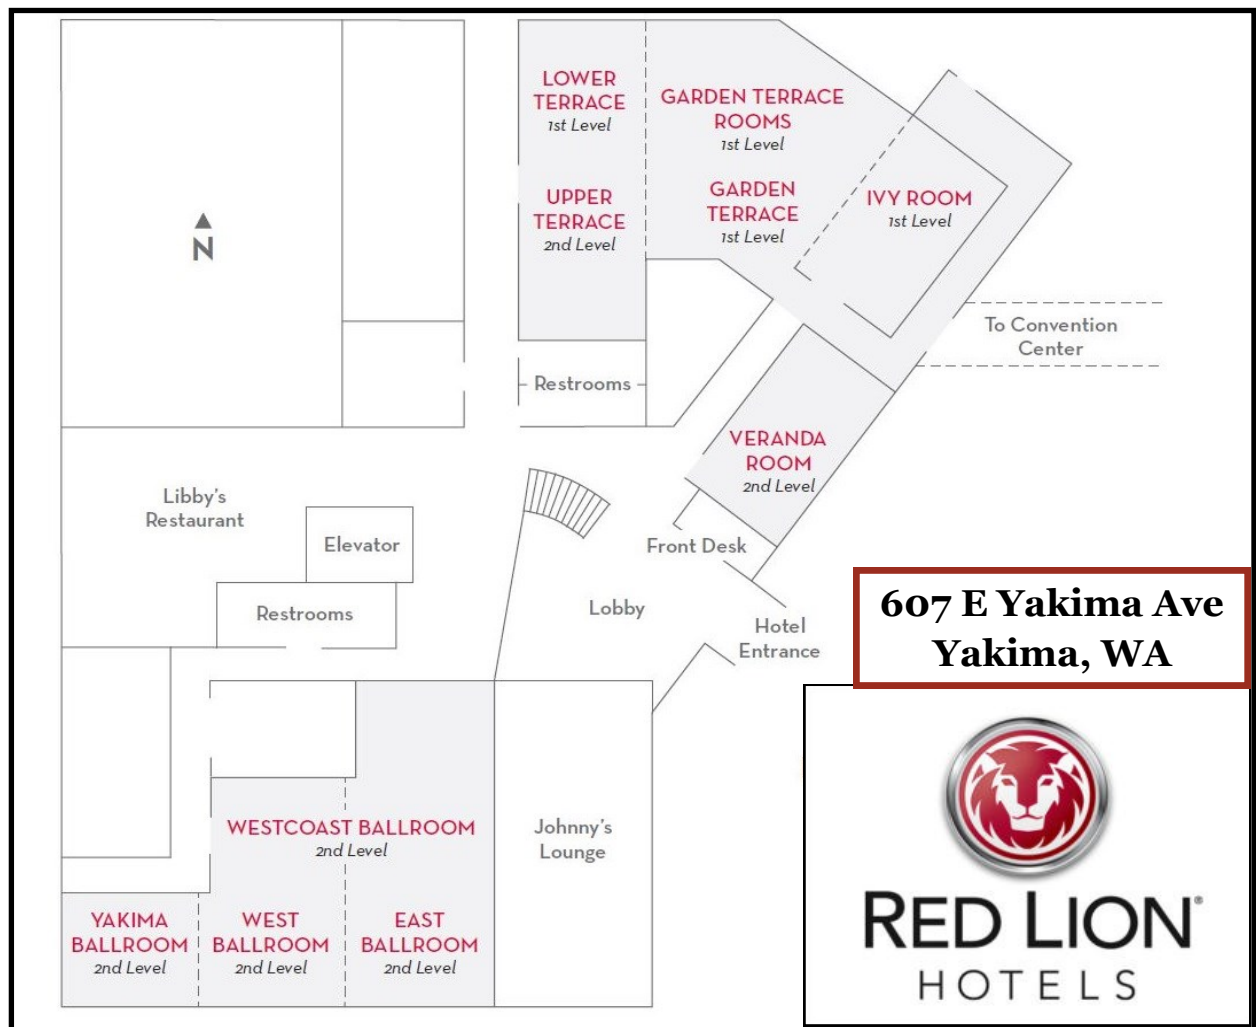 LOWER
TERRACE
1st Level
GARDEN TERRACE
ROOMS
1st Level
UPPER
TERRACE
2nd Level
GARDEN
TERRACE
1st Level
IVY ROOM
1st Level
N
To Convention
Center
Restrooms
VERANDA
ROOM
2nd Level
Libby's
Restaurant
Elevator
Front Desk
Restrooms
Lobby
Hotel
Entrance
607 E Yakima Ave
Yakima, WA
WESTCOAST BALLROOM
2nd Level
Johnny's
Lounge
YAKIMA
BALLROOM
2nd Level
WEST
BALLROOM
2nd Level
EAST
BALLROOM
2nd Level
RED LION®
HOTELS